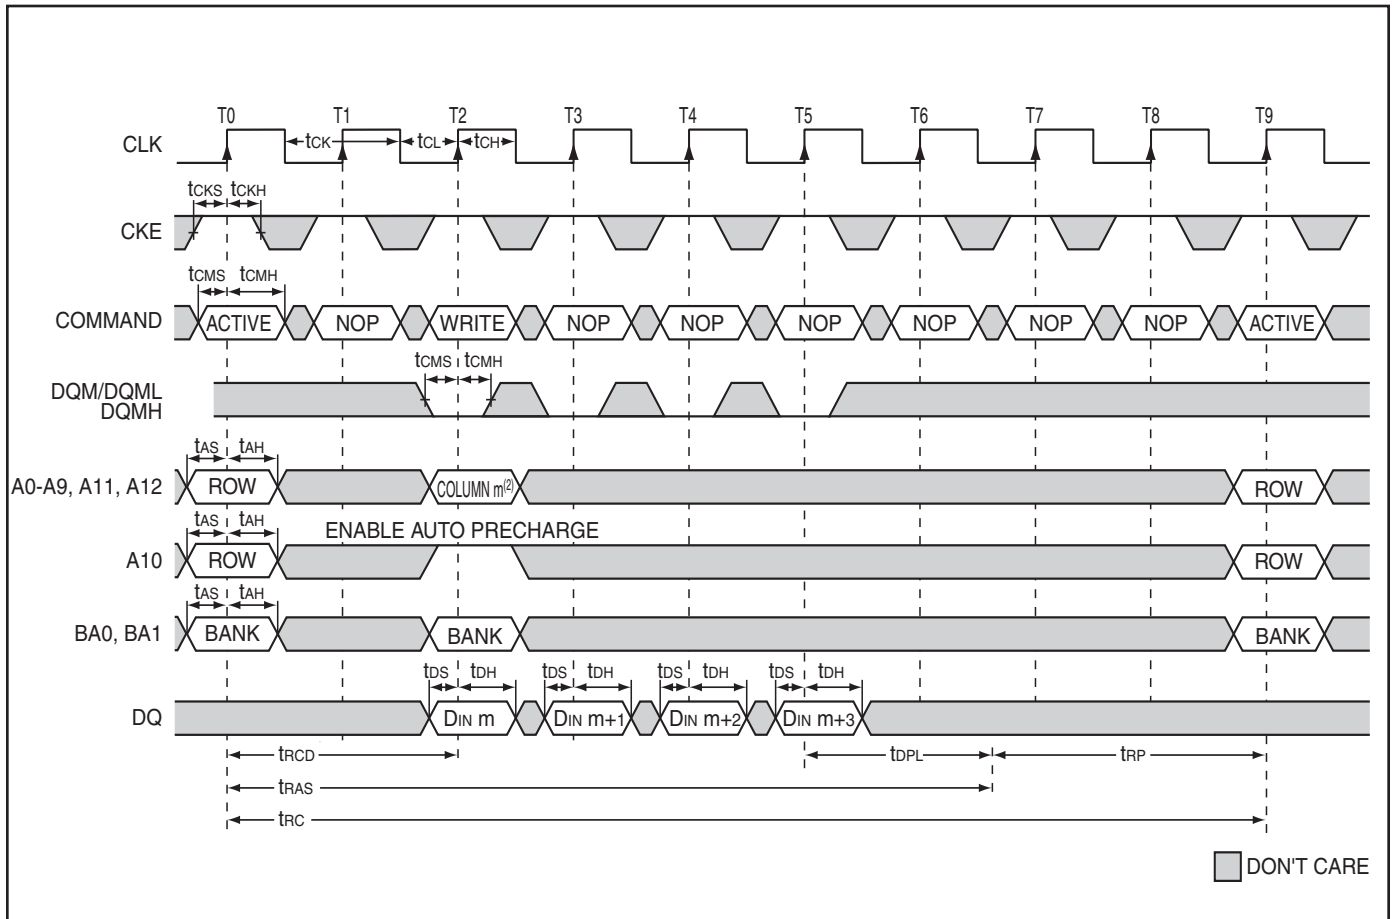 T0 T1 T2 T3 T4 T5 T6 T7 T8 T9
CLK tCK tCL tCH
tCKS tCKH
CKE
tCMS tCMH
COMMAND ACTIVE NOP WRITE NOP NOP NOP NOP NOP NOP ACTIVE
tCMS tCMH
DQM/DQML
DQMH
tAS tAH
A0-A9, A11, A12 ROW COLUMN m(2) ROW
tAS tAH ENABLE AUTO PRECHARGE
A10 ROW ROW
tAS tAH
BA0, BA1 BANK BANK BANK
tDS tDH tDS tDH tDS tDH tDS tDH
DQ DIN m DIN m+1 DIN m+2 DIN m+3
tRCD tDPL tRP
tRAS
tRC
DON'T CARE